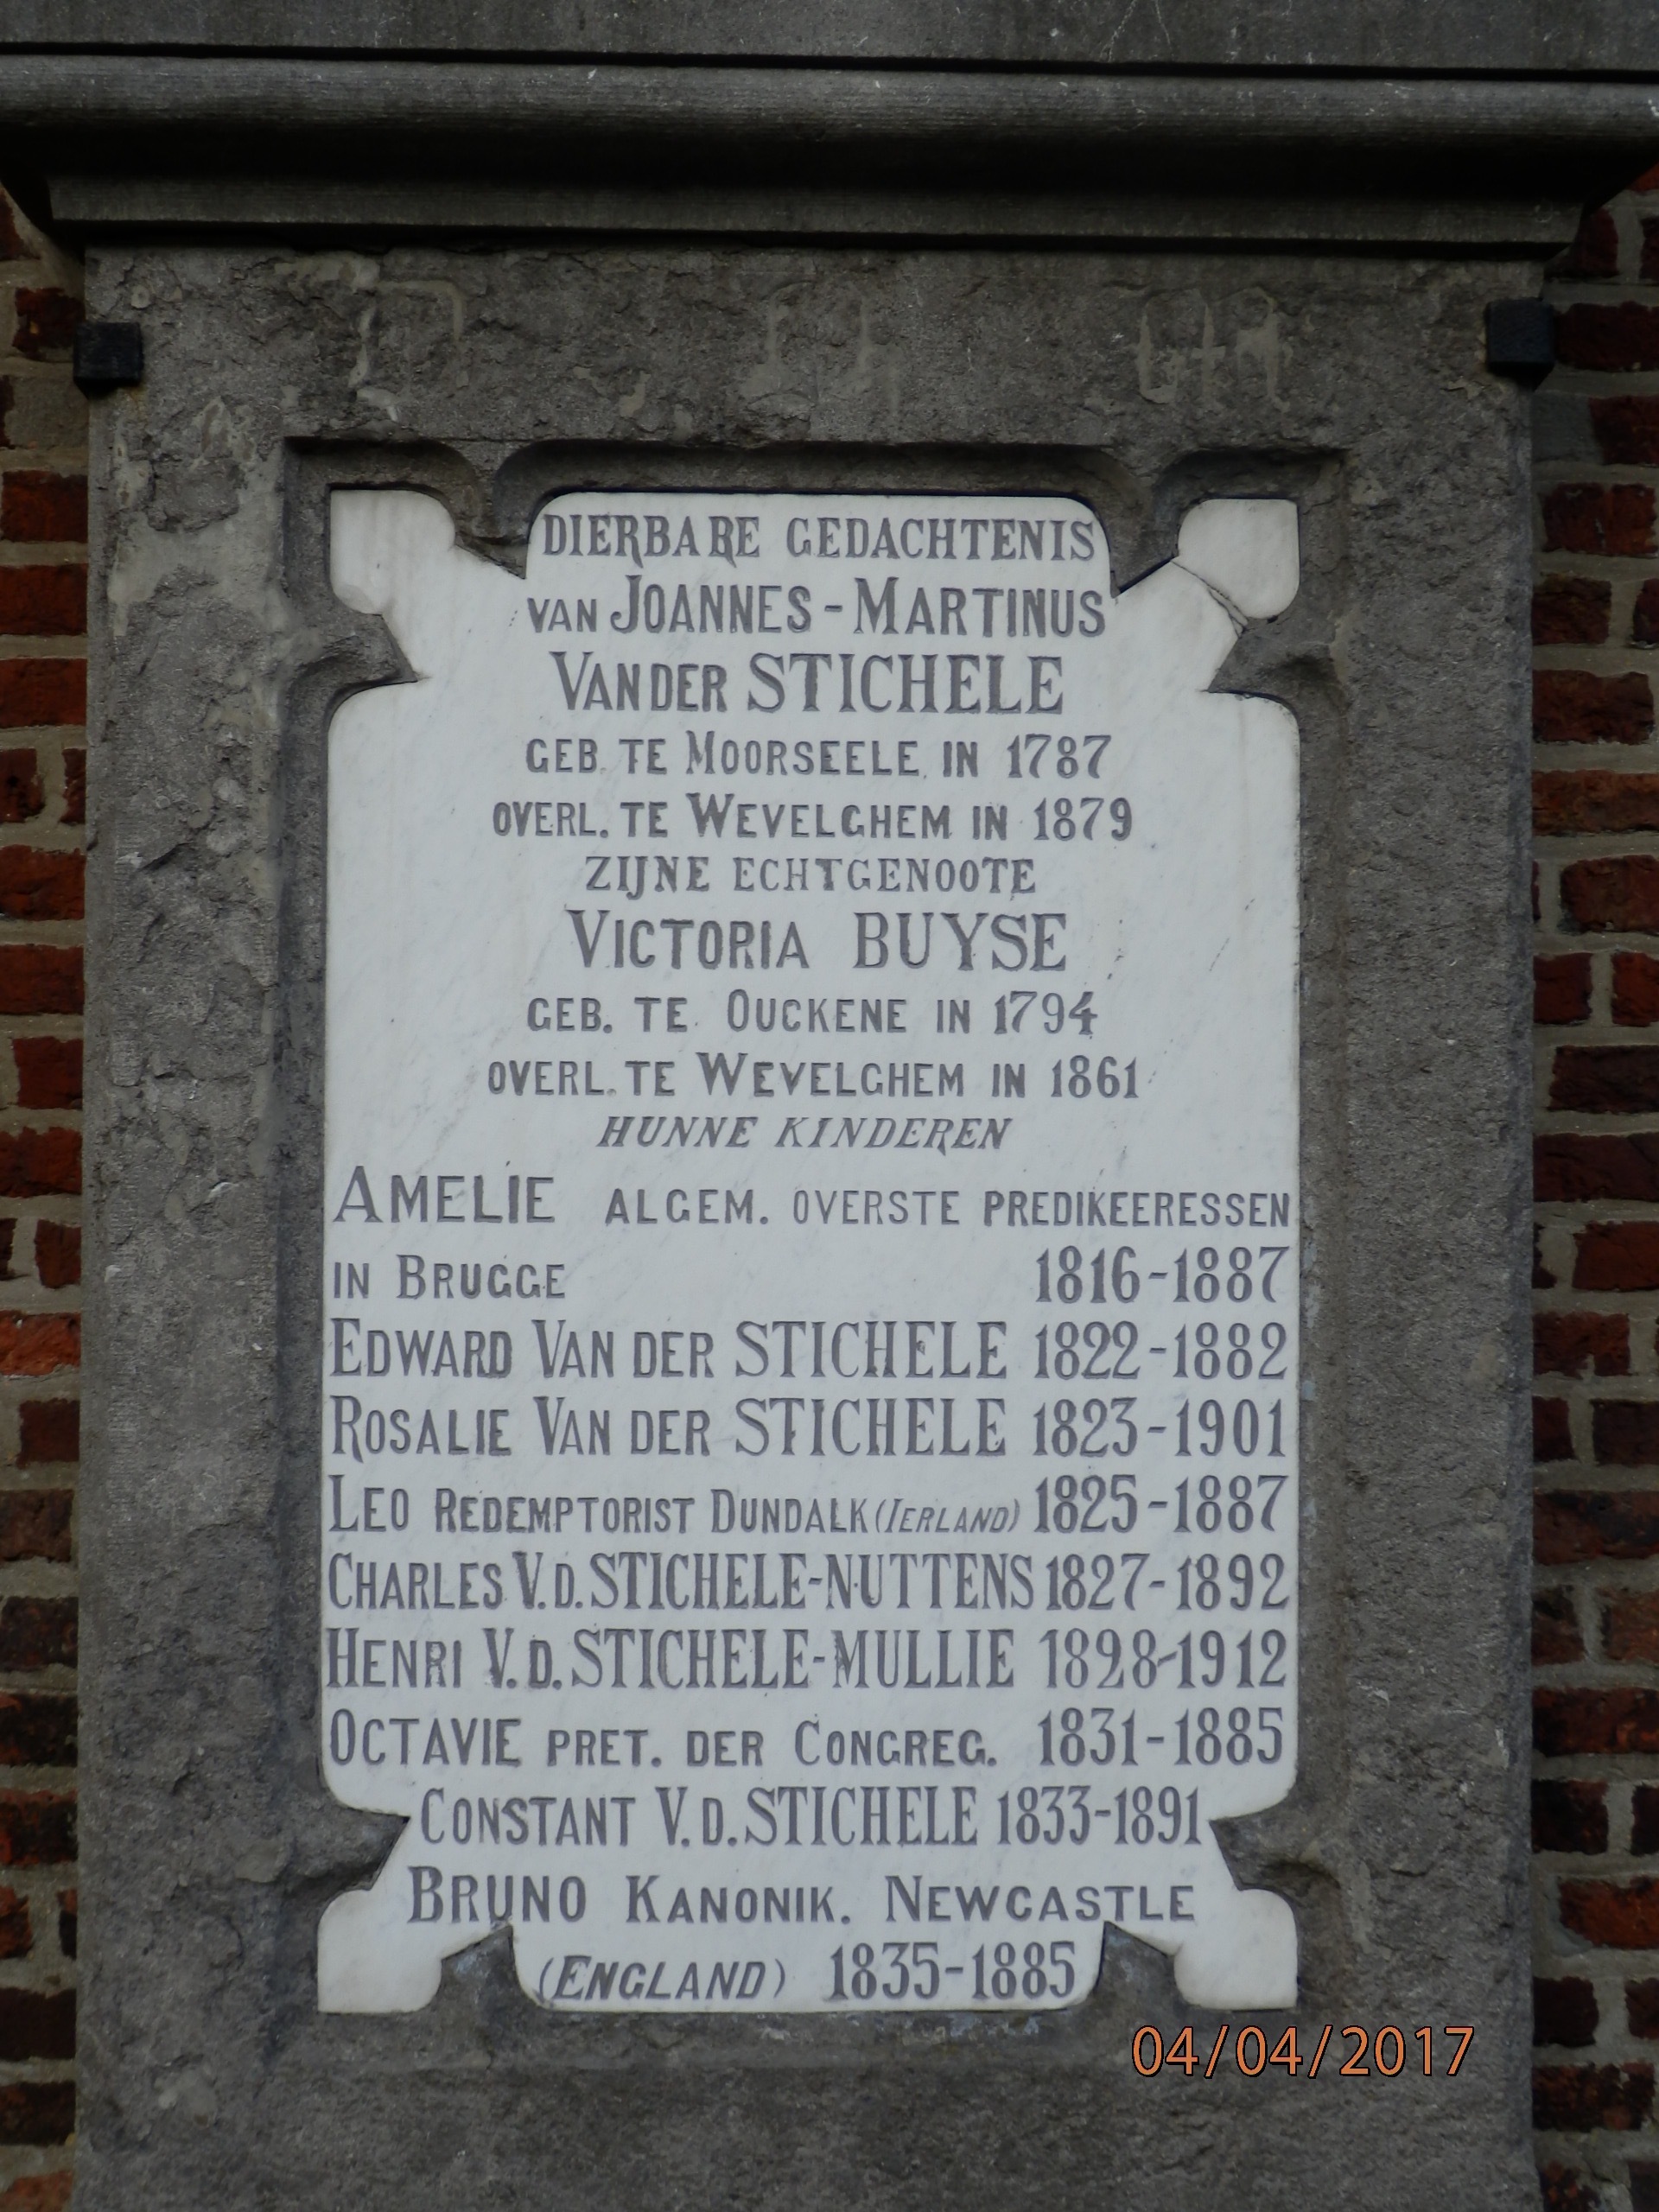 DIERBARE GEDACHTENIS
VAN JOANNES-MARTINUS
VANDER STICHELE
GEB. TE MOORSEELE IN 1787
OVERL. TE WEVELGHEM IN 1879
ZIJNE ECHTGENOOTE
VICTORIA BUYSE
GEB. TE OUCKENE IN 1794
OVERL. TE WEVELGHEM IN 1861
HUNNE KINDEREN
AMELIE ALGEM. OVERSTE PREDIKEERESSEN
IN BRUGGE 1816-1887
EDWARD VAN DER STICHELE 1822-1882
ROSALIE VAN DER STICHELE 1823-1901
LEO REDEMPTORIST DUNDALK (IERLAND) 1825-1887
CHARLES V.D. STICHELE-NUTTENS 1827-1892
HENRI V.D. STICHELE-MULLIE 1828-1912
OCTAVIE PRET. DER CONGREG. 1831-1885
CONSTANT V.D. STICHELE 1833-1891
BRUNO KANONIK. NEWCASTLE
(ENGLAND) 1835-1885
04/04/2017